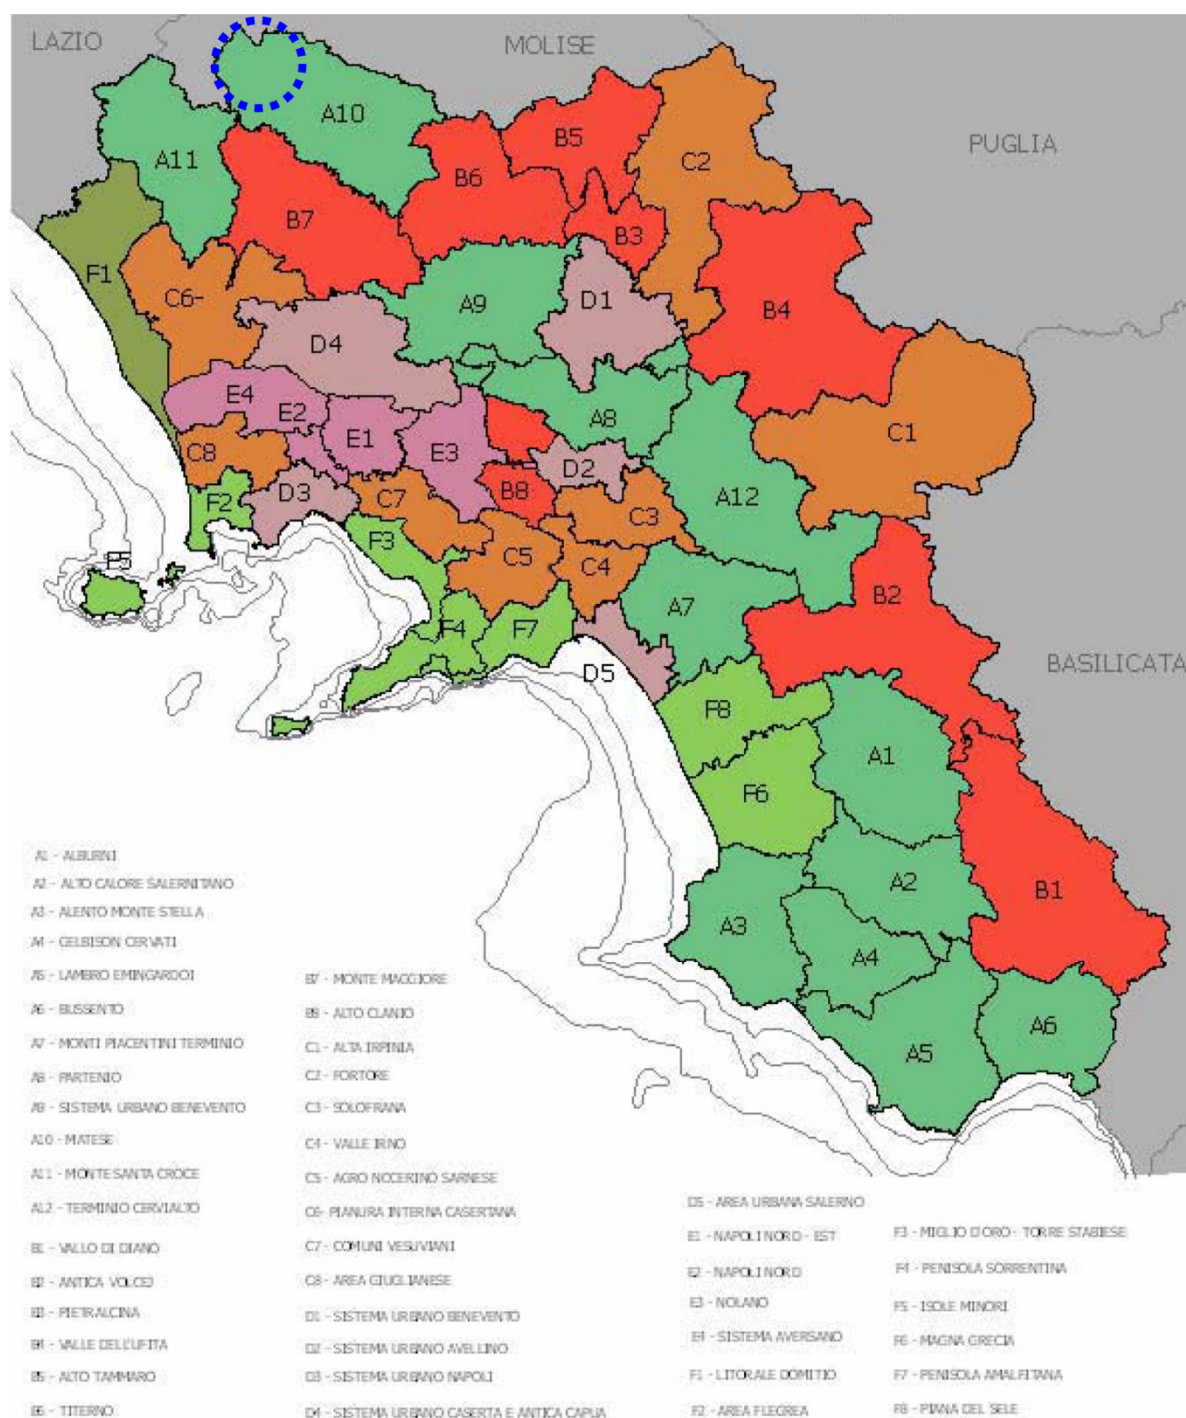 LAZIO
MOLISE
PUGLIA
BASILICATA
A10
A11
B5
C2
B6
B7
B3
F1
C6-
A9
D1
B4
D4
E4
E2
A8
E1
C1
C8
E3
D2
A12
F2
D3
C7
B8
C3
F3
F5
C5
C4
B2
A7
F4
F7
D5
F8
A1
F6
A2
B1
A3
A4
A6
A5
A1 - ALBURNI
A2 - ALTO CALORE SALERNITANO
A3 - ALENTO MONTE STELLA
A4 - GELBISON CERVATI
A5 - LAMBRO E MINGARDO I
A6 - BUSSENTO
A7 - MONTI PIACENTINI TERMINIO
A8 - PARTENIO
A9 - SISTEMA URBANO BENEVENTO
A10 - MATESE
A11 - MONTE SANTA CROCE
A12 - TERMINIO CERVIALTO
B1 - VALLO DI DIANO
B2 - ANTICA VOLCEJ
B3 - PIETRALCINA
B4 - VALLE DELL'UFITA
B5 - ALTO TAMMARO
B6 - TITERNO
B7 - MONTE MAGGIORE
B8 - ALTO CLANIO
C1 - ALTA IRPINIA
C2 - FORTORE
C3 - SOLOFRANA
C4 - VALLE IRNO
C5 - AGRO NOCERINO SARNESE
C6- PIANURA INTERNA CASERTANA
C7 - COMUNI VESUVIANI
C8 - AREA GIUGLIANESE
D1 - SISTEMA URBANO BENEVENTO
D2 - SISTEMA URBANO AVELLINO
D3 - SISTEMA URBANO NAPOLI
D4 - SISTEMA URBANO CASERTA E ANTICA CAPUA
D5 - AREA URBANA SALERNO
E1 - NAPOLI NORD - EST
E2 - NAPOLI NORD
E3 - NOLANO
E4 - SISTEMA AVERSANO
F1 - LITORALE DOMITIO
F2 - AREA FLEGREA
F3 - MIGLIO D'ORO - TORRE STABIESE
F4 - PENISOLA SORRENTINA
F5 - ISOLE MINORI
F6 - MAGNA GRECIA
F7 - PENISOLA AMALFITANA
F8 - PIANA DEL SELE